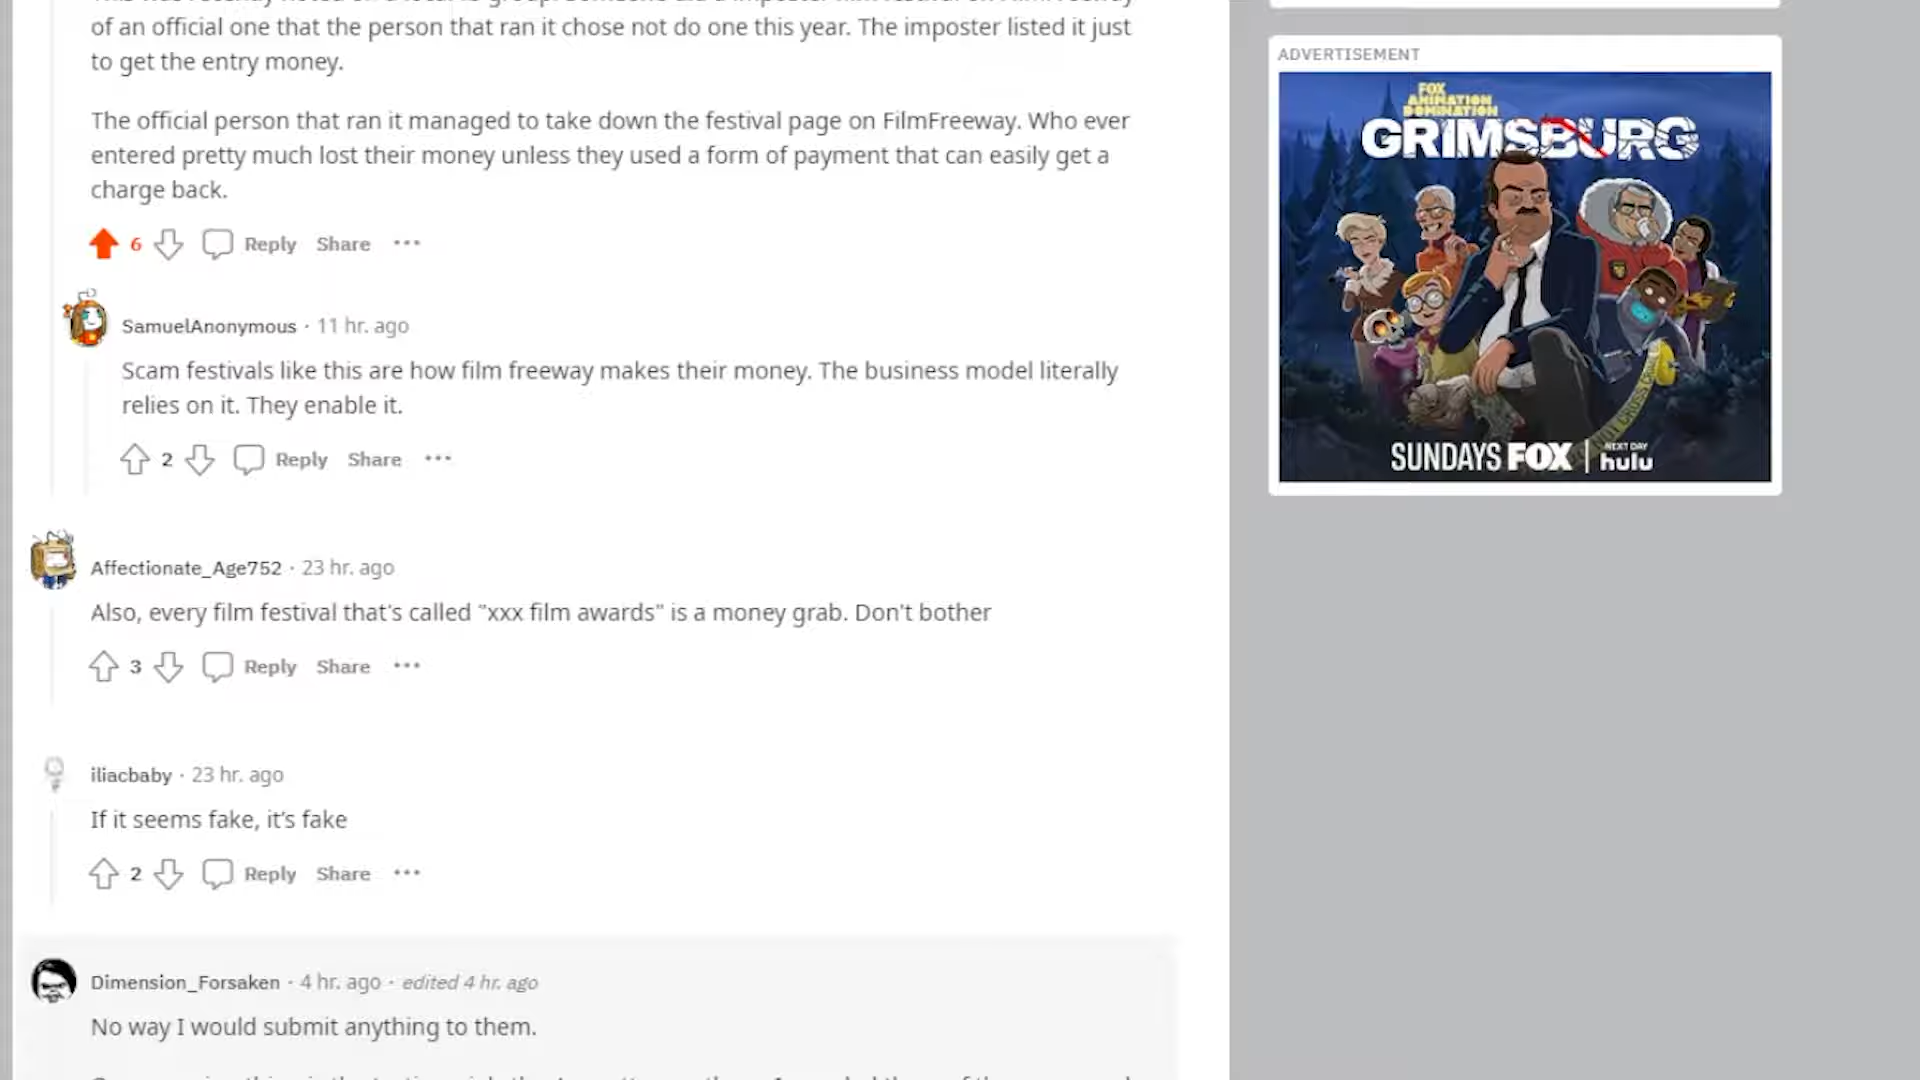 of an official one that the person that ran it chose not do one this year. The imposter listed it just
to get the entry money.
The official person that ran it managed to take down the festival page on FilmFreeway. Who ever
entered pretty much lost their money unless they used a form of payment that can easily get a
charge back.
6 Reply Share
SamuelAnonymous · 11 hr. ago
Scam festivals like this are how film freeway makes their money. The business model literally
relies on it. They enable it.
2 Reply Share
Affectionate_Age752 · 23 hr. ago
Also, every film festival that's called "xxx film awards" is a money grab. Don't bother
3 Reply Share
iliacbaby · 23 hr. ago
If it seems fake, it's fake
2 Reply Share
Dimension_Forsaken · 4 hr. ago · edited 4 hr. ago
No way I would submit anything to them.
ADVERTISEMENT
FOX
ANIMATION
DOMINATION
GRIMSBURG
SUNDAYS FOX
NEXT DAY
hulu